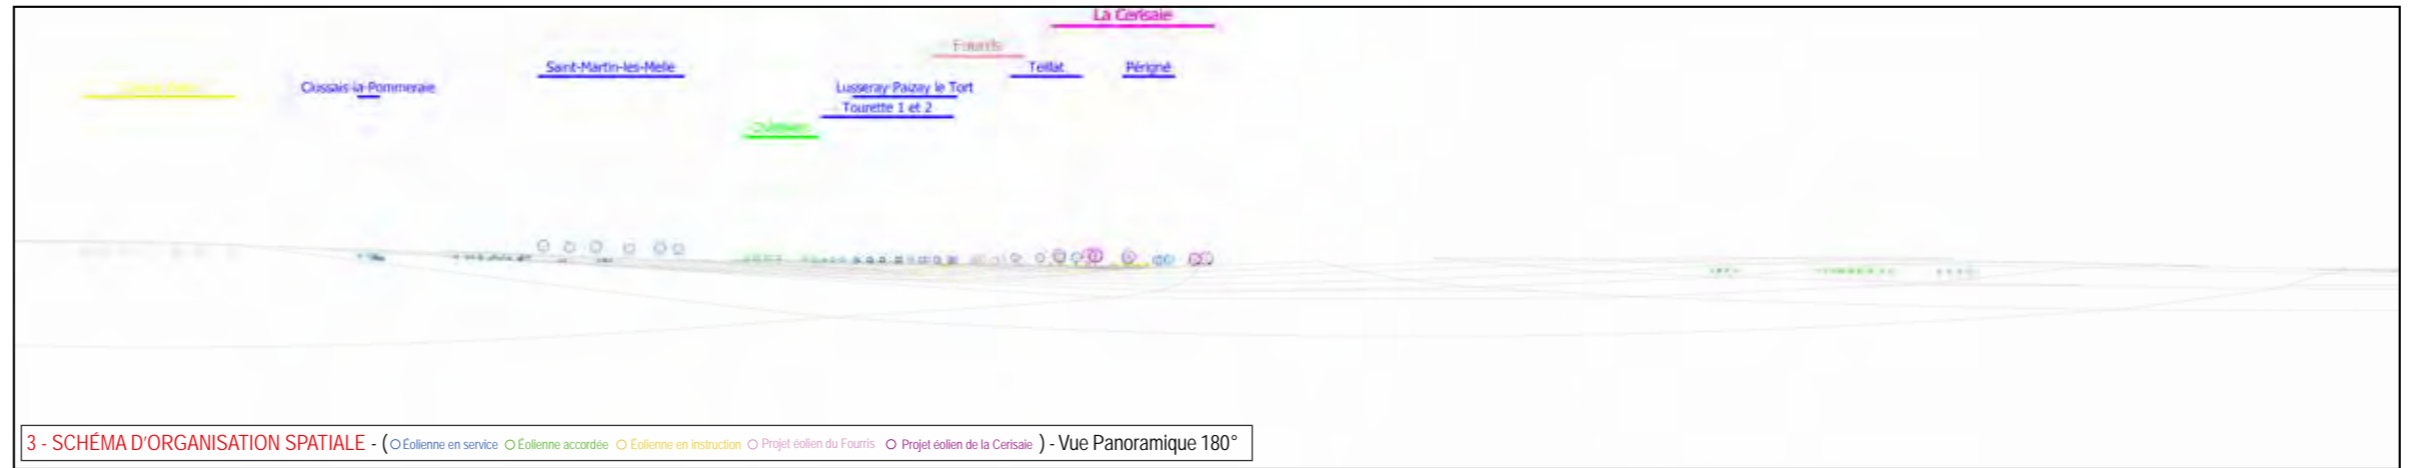 La Cerisaie
Fourris
Saint-Martin-les-Melle
Teillat
Périgné
Clussais-la-Pommeraie
Lusseray Paizay le Tort
Tourette 1 et 2
3 - SCHÉMA D'ORGANISATION SPATIALE - ( Éolienne en service Éolienne accordée Éolienne en instruction Projet éolien du Fourris Projet éolien de la Cerisaie ) - Vue Panoramique 180°